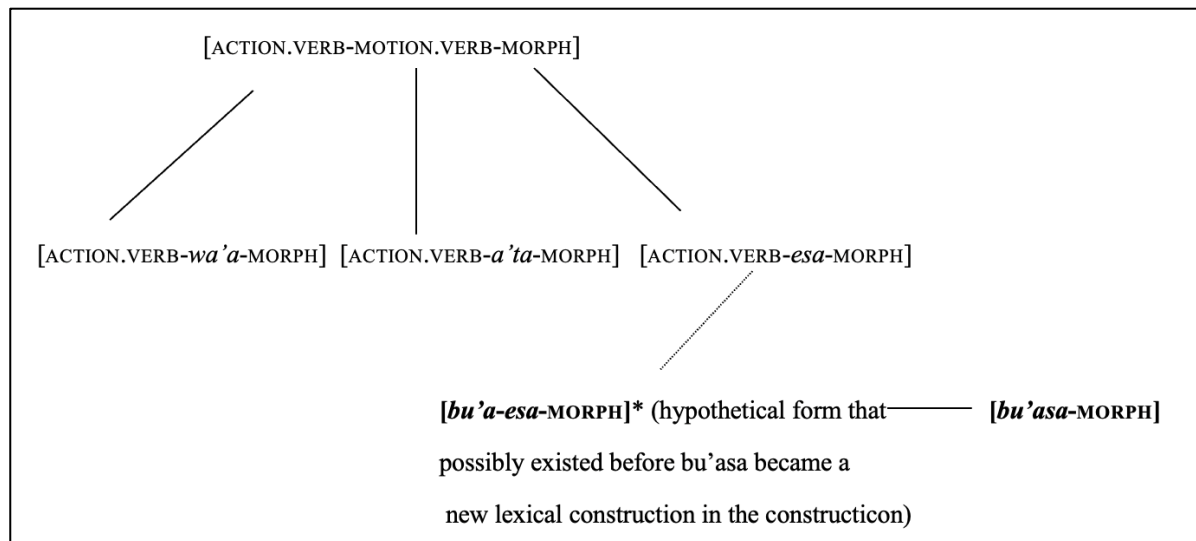 [ACTION.VERB-MOTION.VERB-MORPH]
[ACTION.VERB-wa’a-MORPH] [ACTION.VERB-a’ta-MORPH] [ACTION.VERB-esa-MORPH]
[bu’a-esa-MORPH]* (hypothetical form that [bu’asa-MORPH]
possibly existed before bu’asa became a
new lexical construction in the constructicon)